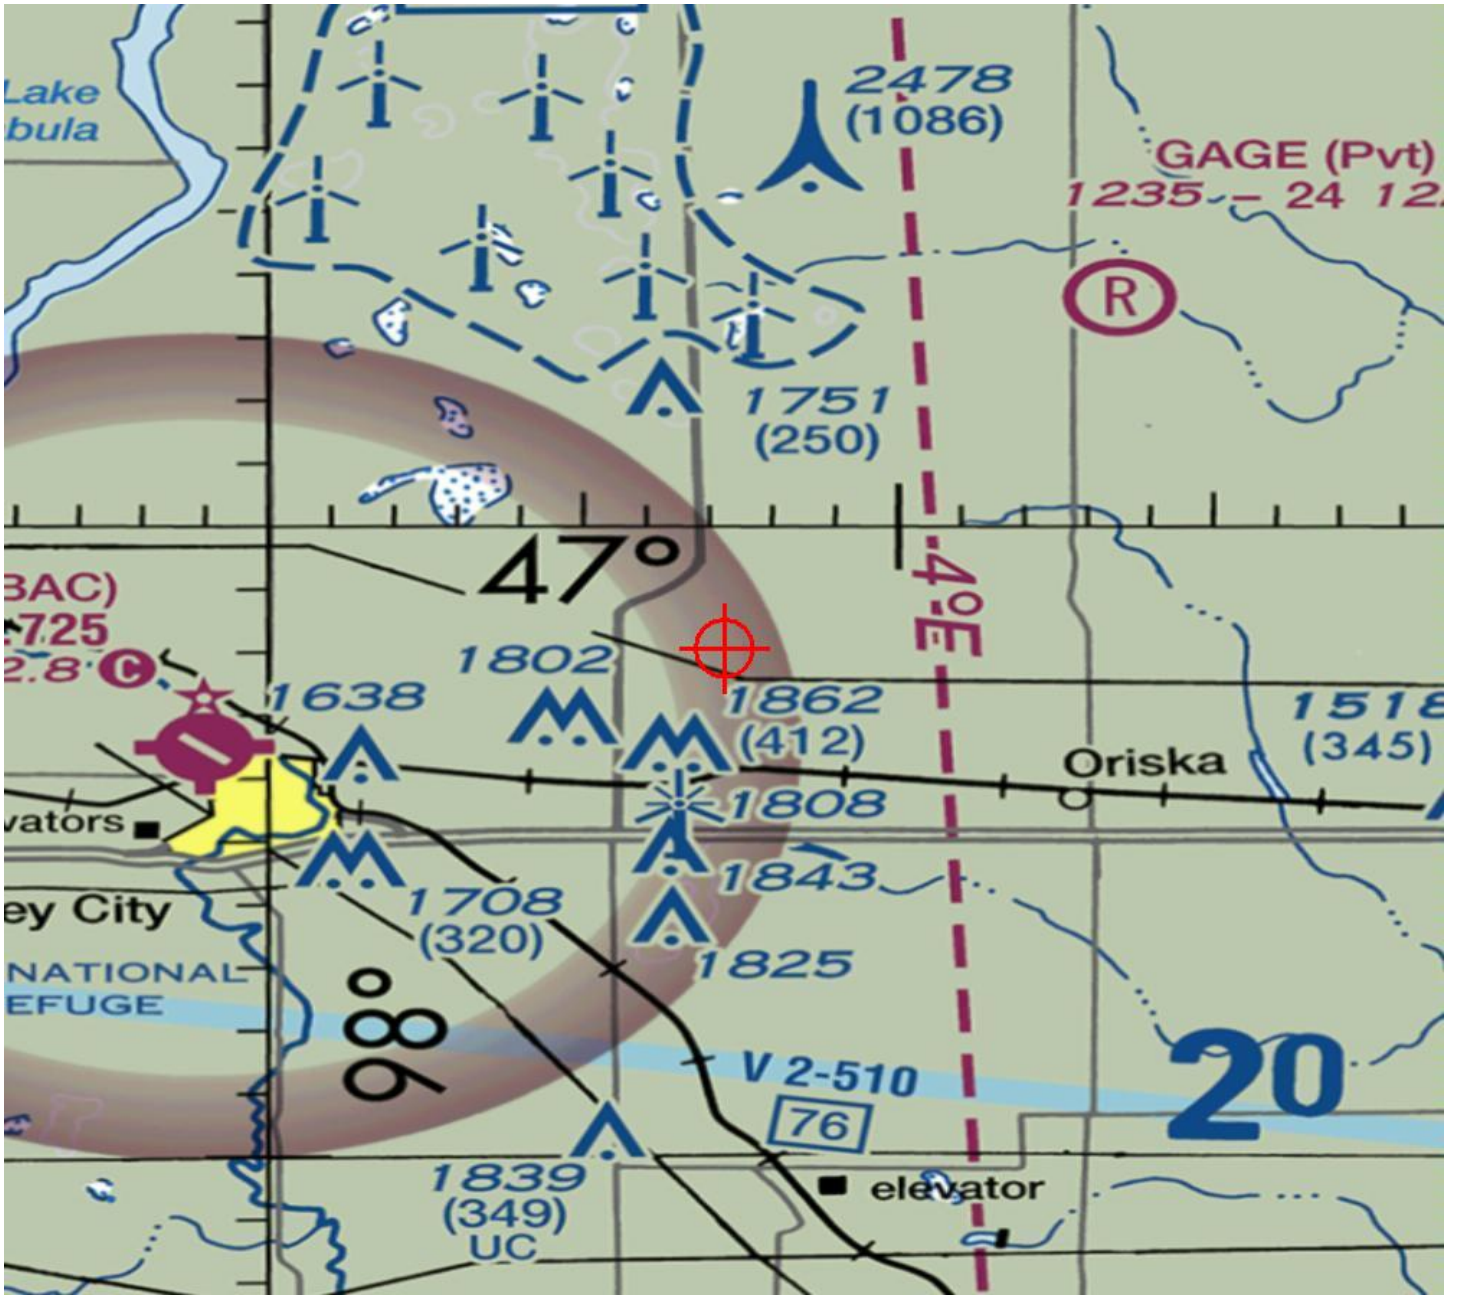 Lake
bula
2478
(1086)
GAGE (Pvt)
1235 - 24 12
R
1751
(250)
47°
4°E
BAC)
725
2.8 C
1802
1638
1862
(412)
1518
(345)
Oriska
1808
vators
1843
1708
(320)
ey City
1825
NATIONAL
EFUGE
98°
V 2-510
76
20
elevator
1839
(349)
UC